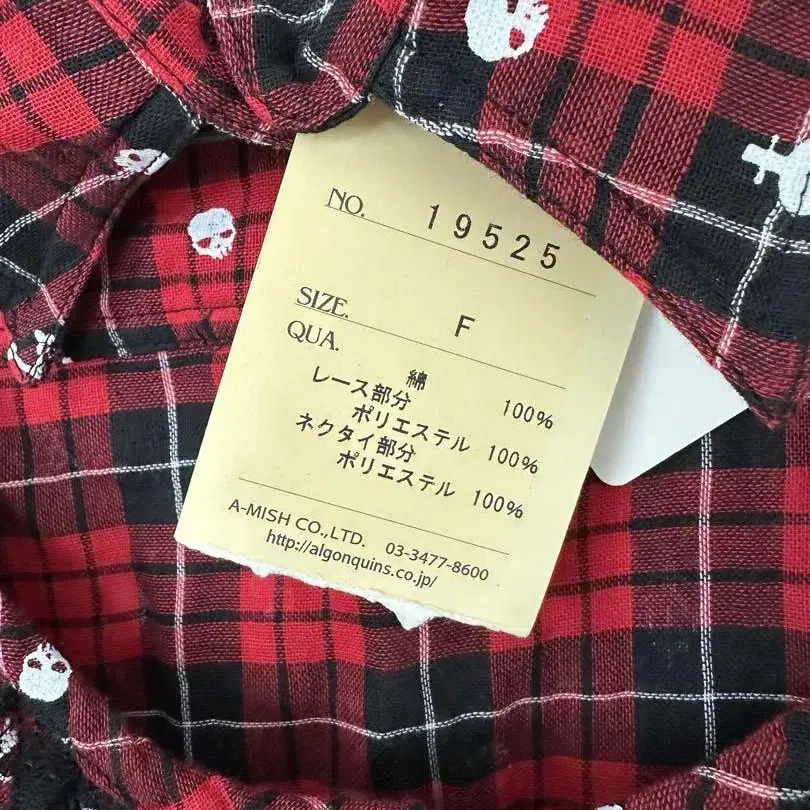 NO. 19525
SIZE. F
QUA.
綿 100%
レース部分
ポリエステル 100%
ネクタイ部分
ポリエステル 100%
A-MISH CO.,LTD. 03-3477-8600
http://algonquins.co.jp/